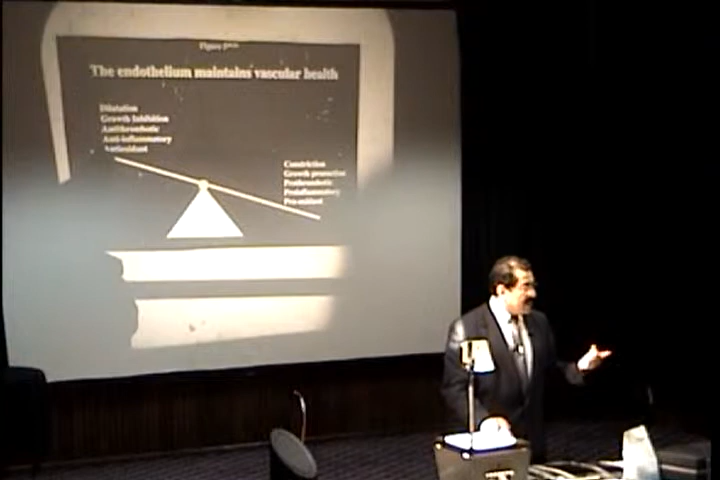 The endothelium maintains vascular health
Dilatation
Growth Inhibition
Antithrombotic
Anti-inflammatory
Antioxidant
Constriction
Growth promotion
Prothrombotic
Proinflammatory
Pro-oxidant